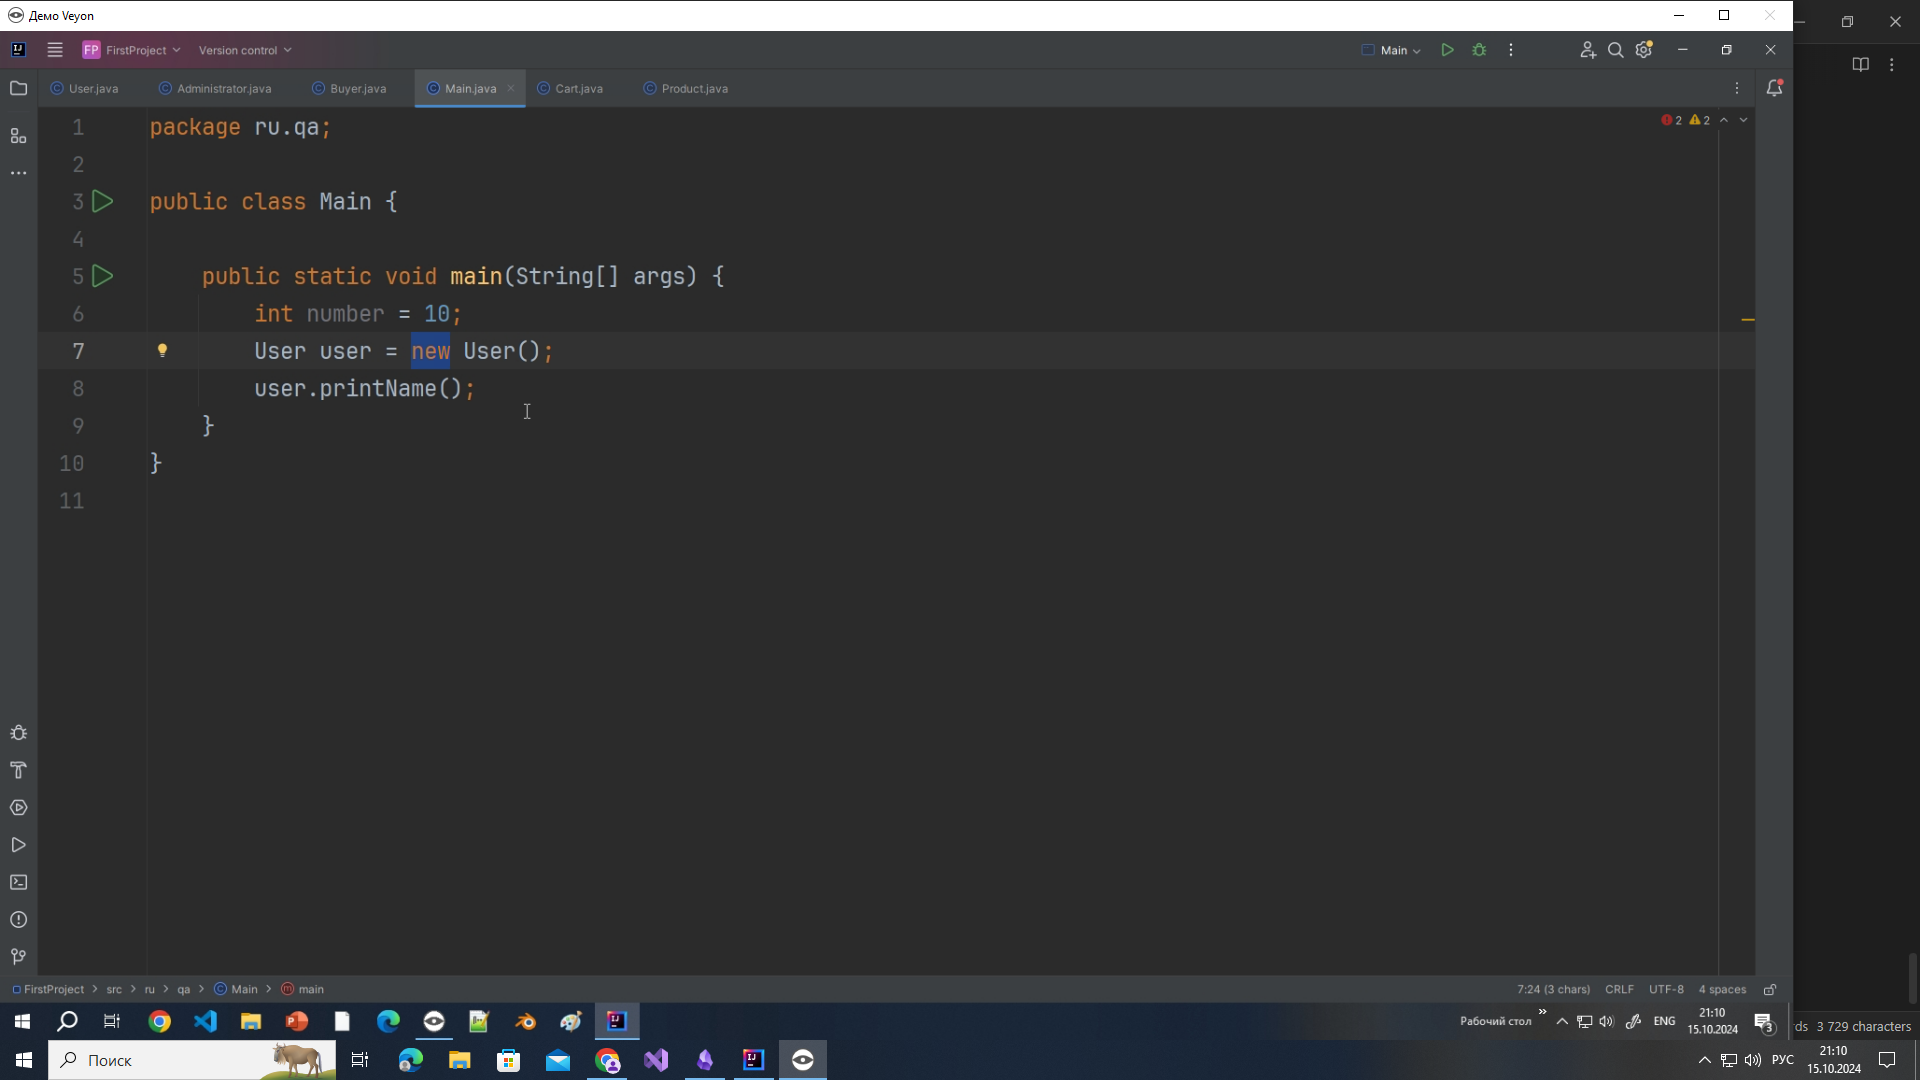 Демо Veyon
FP FirstProject Version control Main
User.java Administrator.java Buyer.java Main.java Cart.java Product.java
2 2
1 package ru.qa;
2
3 public class Main {
4
5 public static void main(String[] args) {
6 int number = 10;
7 User user = new User();
8 user.printName();
9 }
10 }
11
FirstProject > src > ru > qa > Main > main
7:24 (3 chars) CRLF UTF-8 4 spaces
Рабочий стол » ENG 21:10
15.10.2024
3
ds 3 729 characters
Поиск
РУС 21:10
15.10.2024